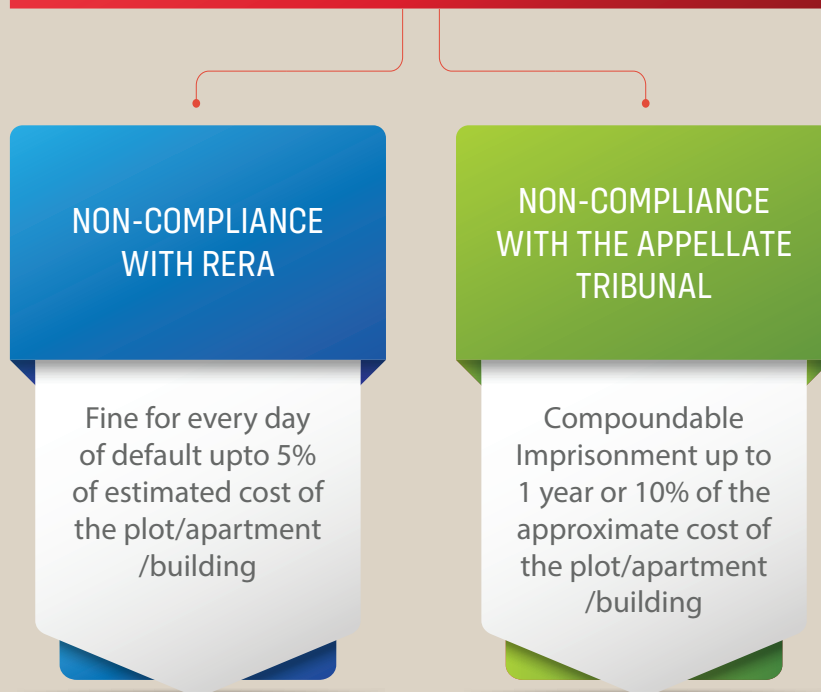 NON-COMPLIANCE
WITH RERA
Fine for every day
of default upto 5%
of estimated cost of
the plot/apartment
/building
NON-COMPLIANCE
WITH THE APPELLATE
TRIBUNAL
Compoundable
Imprisonment up to
1 year or 10% of the
approximate cost of
the plot/apartment
/building